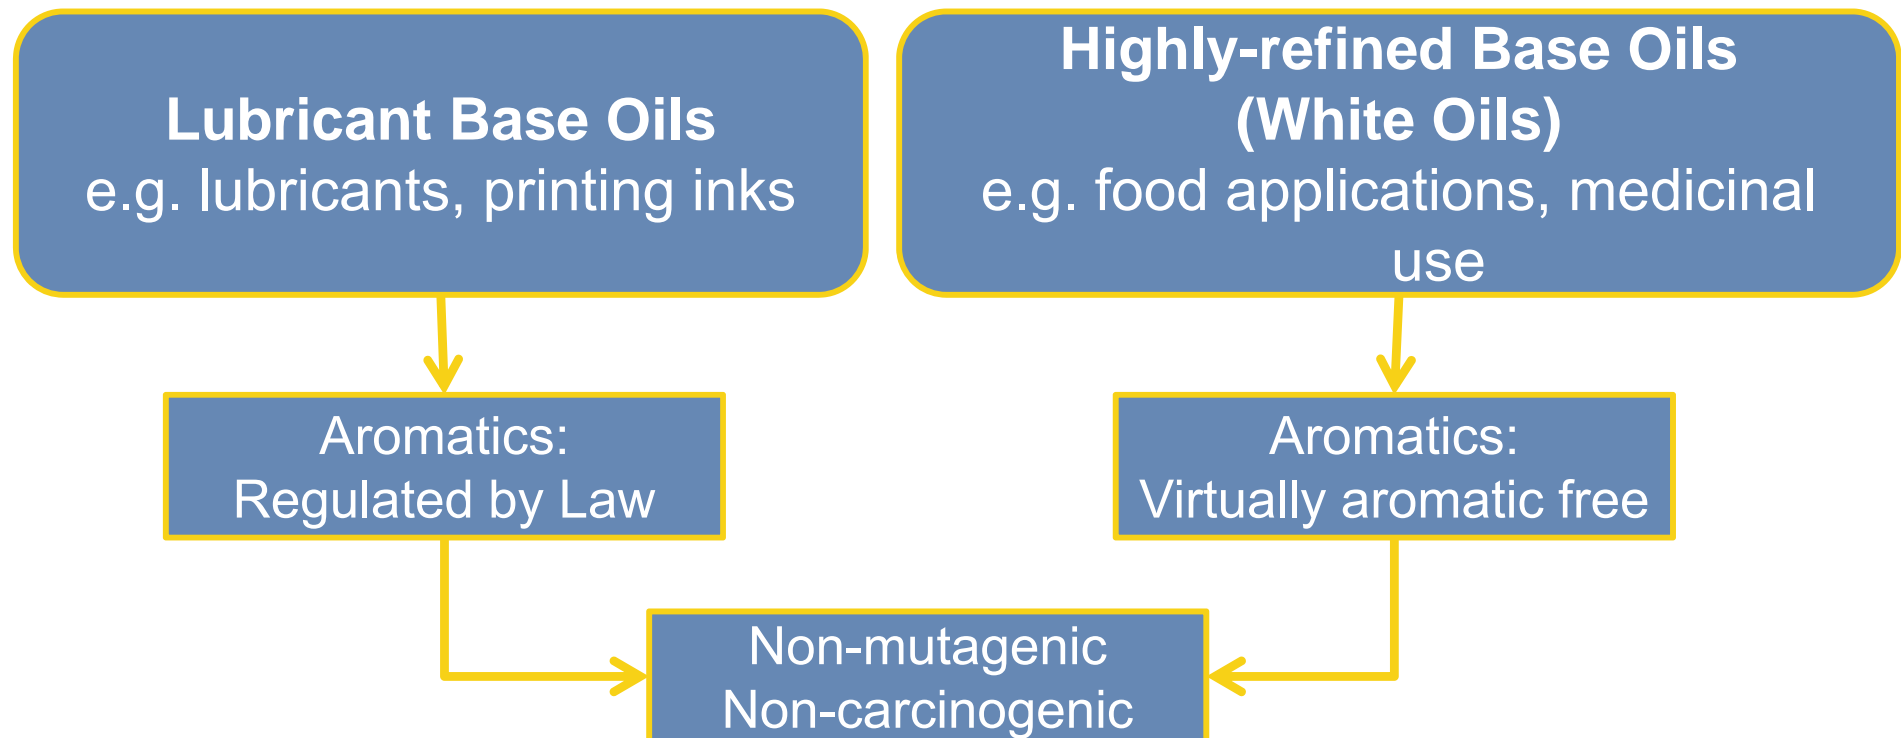 Lubricant Base Oils
e.g. lubricants, printing inks
Highly-refined Base Oils
(White Oils)
e.g. food applications, medicinal
use
Aromatics:
Regulated by Law
Aromatics:
Virtually aromatic free
Non-mutagenic
Non-carcinogenic